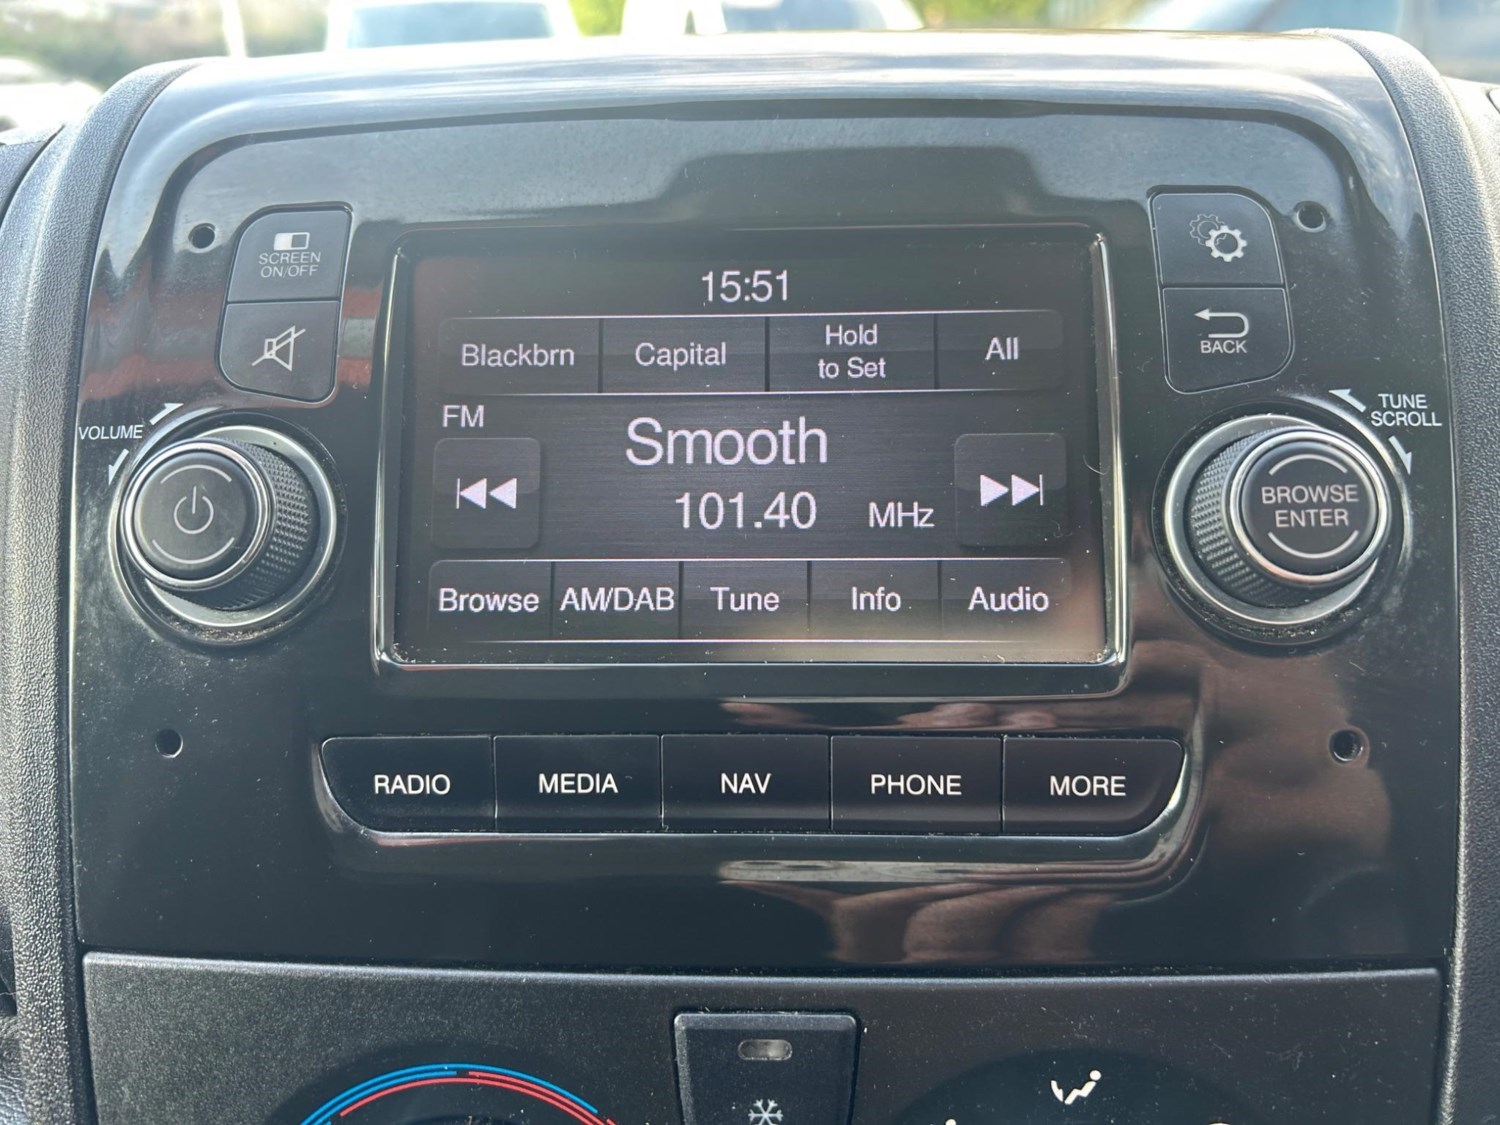 SCREEN
ON/OFF
15:51
Blackbrn
Capital
Hold
to Set
All
BACK
VOLUME
FM
Smooth
101.40 MHz
TUNE
SCROLL
BROWSE
ENTER
Browse
AM/DAB
Tune
Info
Audio
RADIO
MEDIA
NAV
PHONE
MORE